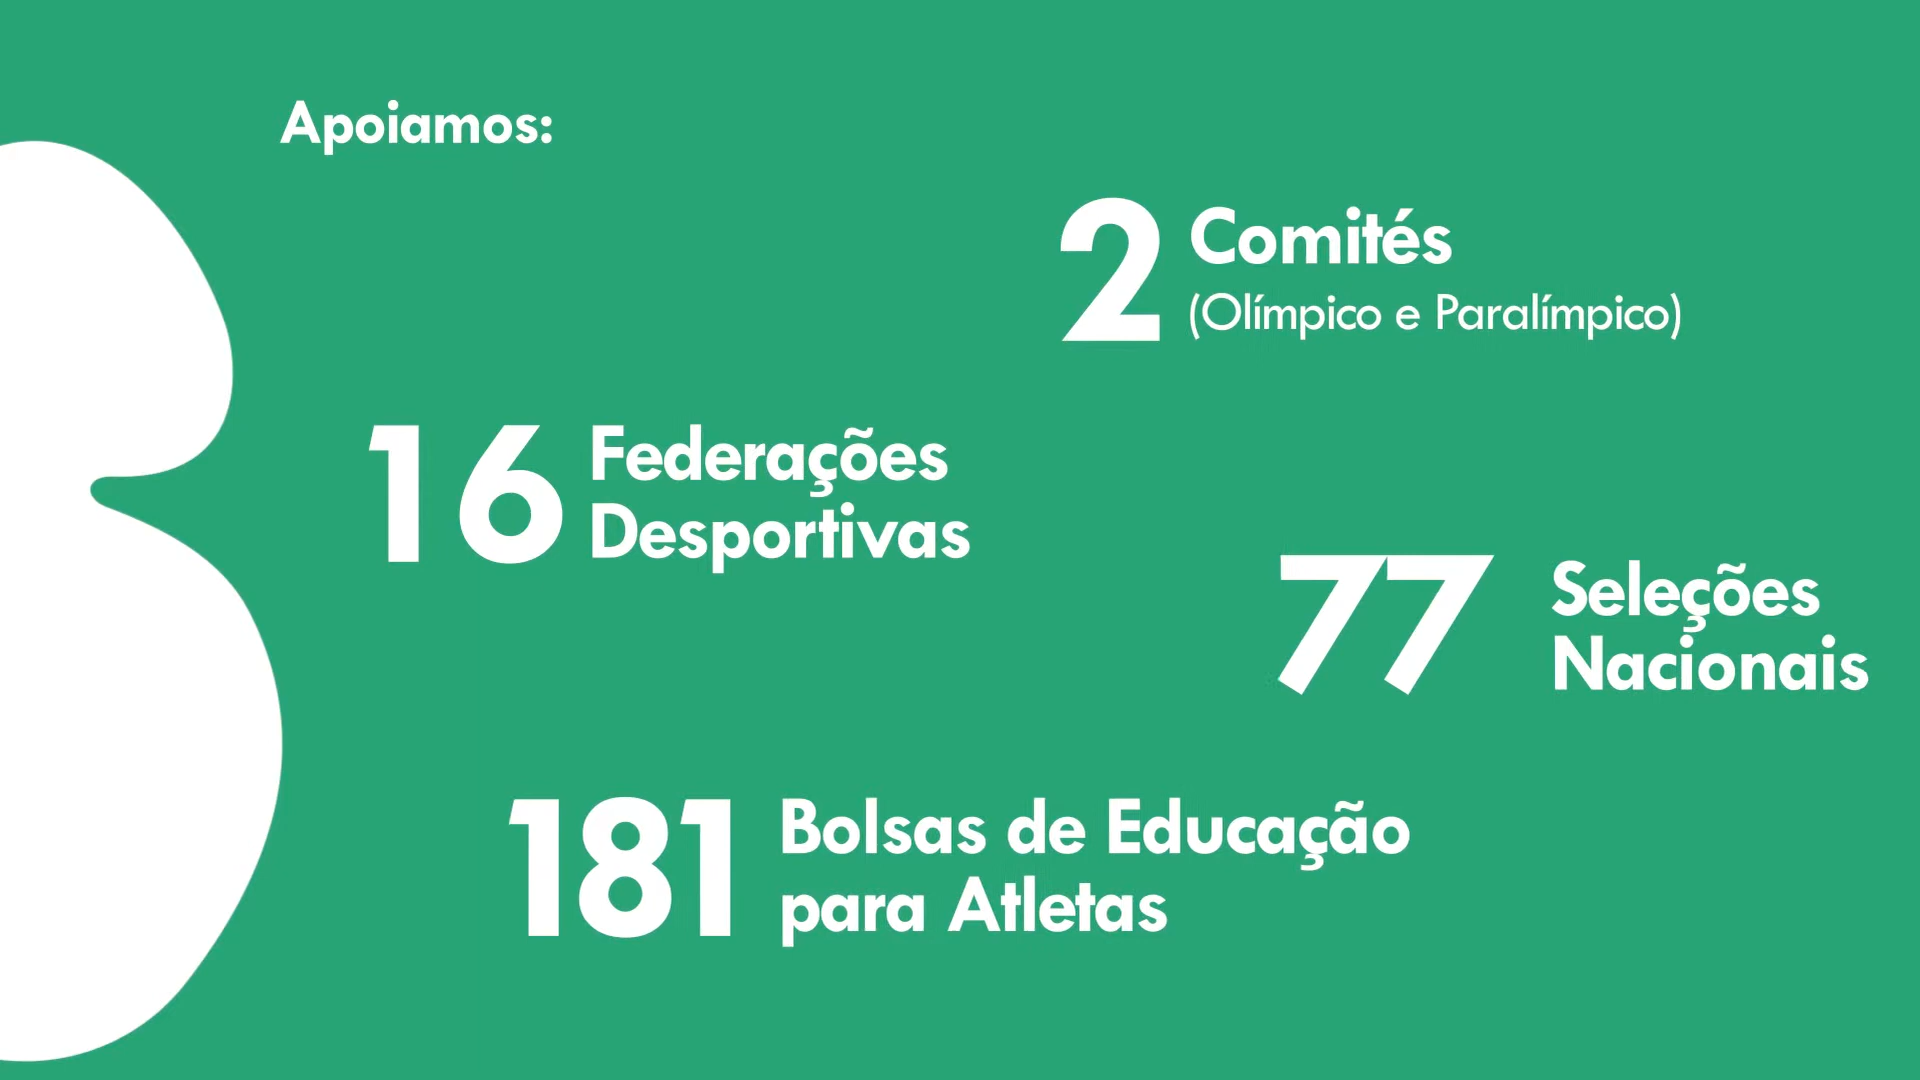 Apoiamos:
2 Comités
(Olímpico e Paralímpico)
16 Federações
Desportivas
77 Seleções
Nacionais
181 Bolsas de Educação
para Atletas